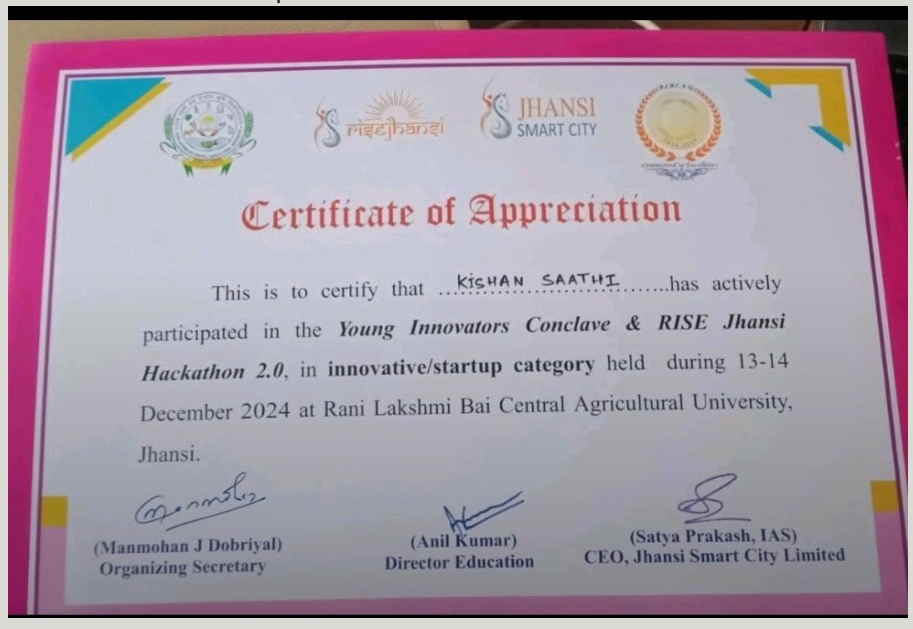 risejhansi
JHANSI
SMART CITY
Committed to Excellence
Certificate of Appreciation
This is to certify that ...KiSHAN SAATHI........has actively
participated in the Young Innovators Conclave & RISE Jhansi
Hackathon 2.0, in innovative/startup category held during 13-14
December 2024 at Rani Lakshmi Bai Central Agricultural University,
Jhansi.
(Manmohan J Dobriyal)
Organizing Secretary
(Anil Kumar)
Director Education
(Satya Prakash, IAS)
CEO, Jhansi Smart City Limited